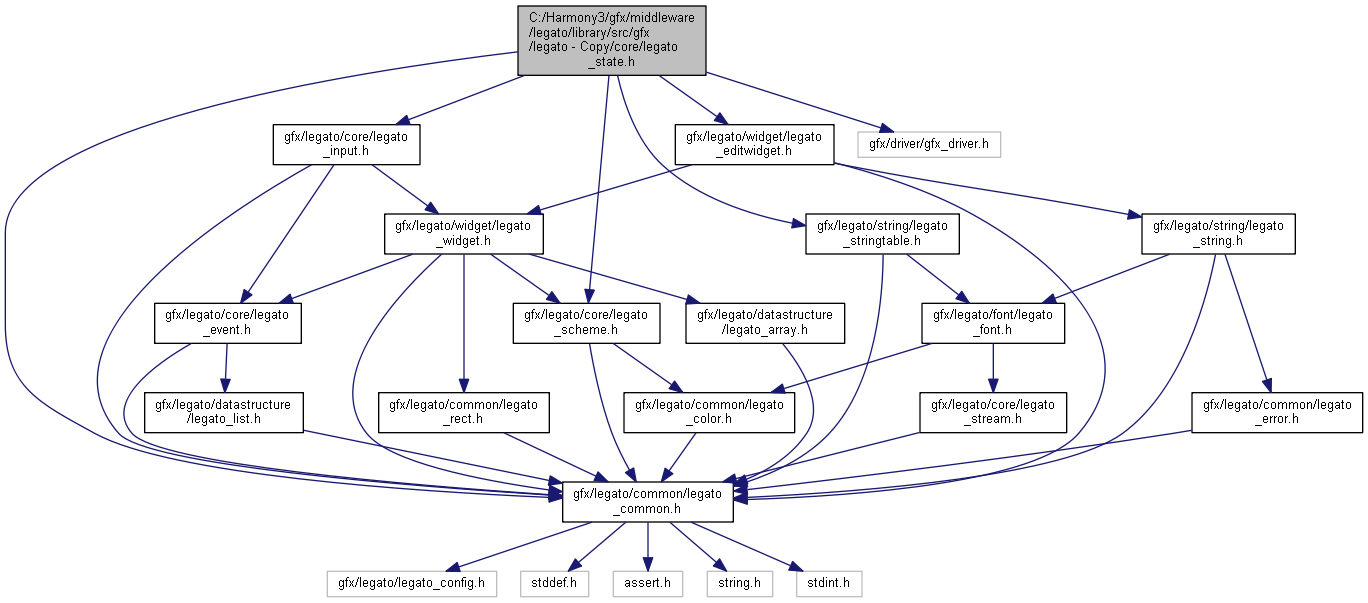 C:/Harmony3/gfx/middleware
/legato/library/src/gfx
/legato - Copy/core/legato
_state.h
gfx/legato/core/legato
_input.h
gfx/legato/widget/legato
_editwidget.h
gfx/driver/gfx_driver.h
gfx/legato/widget/legato
_widget.h
gfx/legato/string/legato
_stringtable.h
gfx/legato/string/legato
_string.h
gfx/legato/core/legato
_event.h
gfx/legato/core/legato
_scheme.h
gfx/legato/datastructure
/legato_array.h
gfx/legato/font/legato
_font.h
gfx/legato/datastructure
/legato_list.h
gfx/legato/common/legato
_rect.h
gfx/legato/common/legato
_color.h
gfx/legato/core/legato
_stream.h
gfx/legato/common/legato
_error.h
gfx/legato/common/legato
_common.h
gfx/legato/legato_config.h
stddef.h
assert.h
string.h
stdint.h